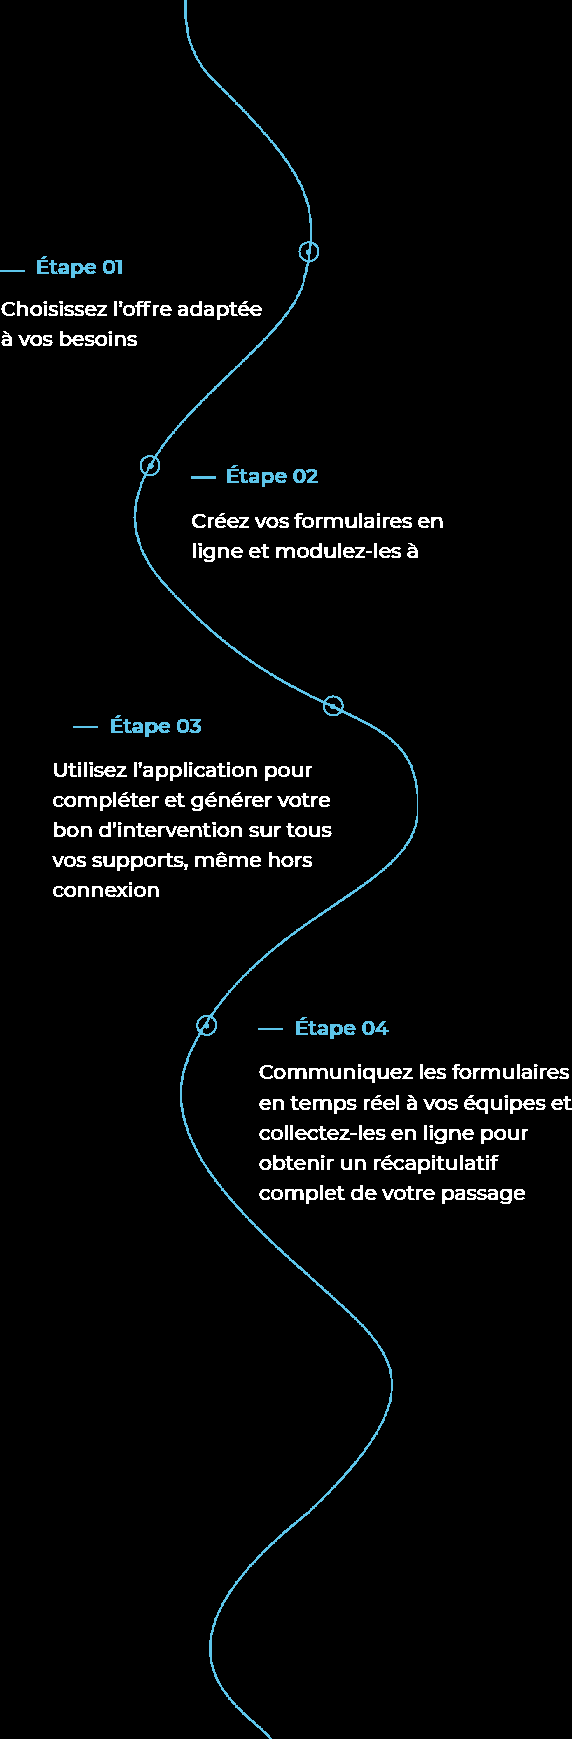 Étape 01
Choisissez l'offre adaptée
à vos besoins
Étape 02
Créez vos formulaires en
ligne et modulez-les à
Étape 03
Utilisez l'application pour
compléter et générer votre
bon d'intervention sur tous
vos supports, même hors
connexion
Étape 04
Communiquez les formulaires
en temps réel à vos équipes et
collectez-les en ligne pour
obtenir un récapitulatif
complet de votre passage